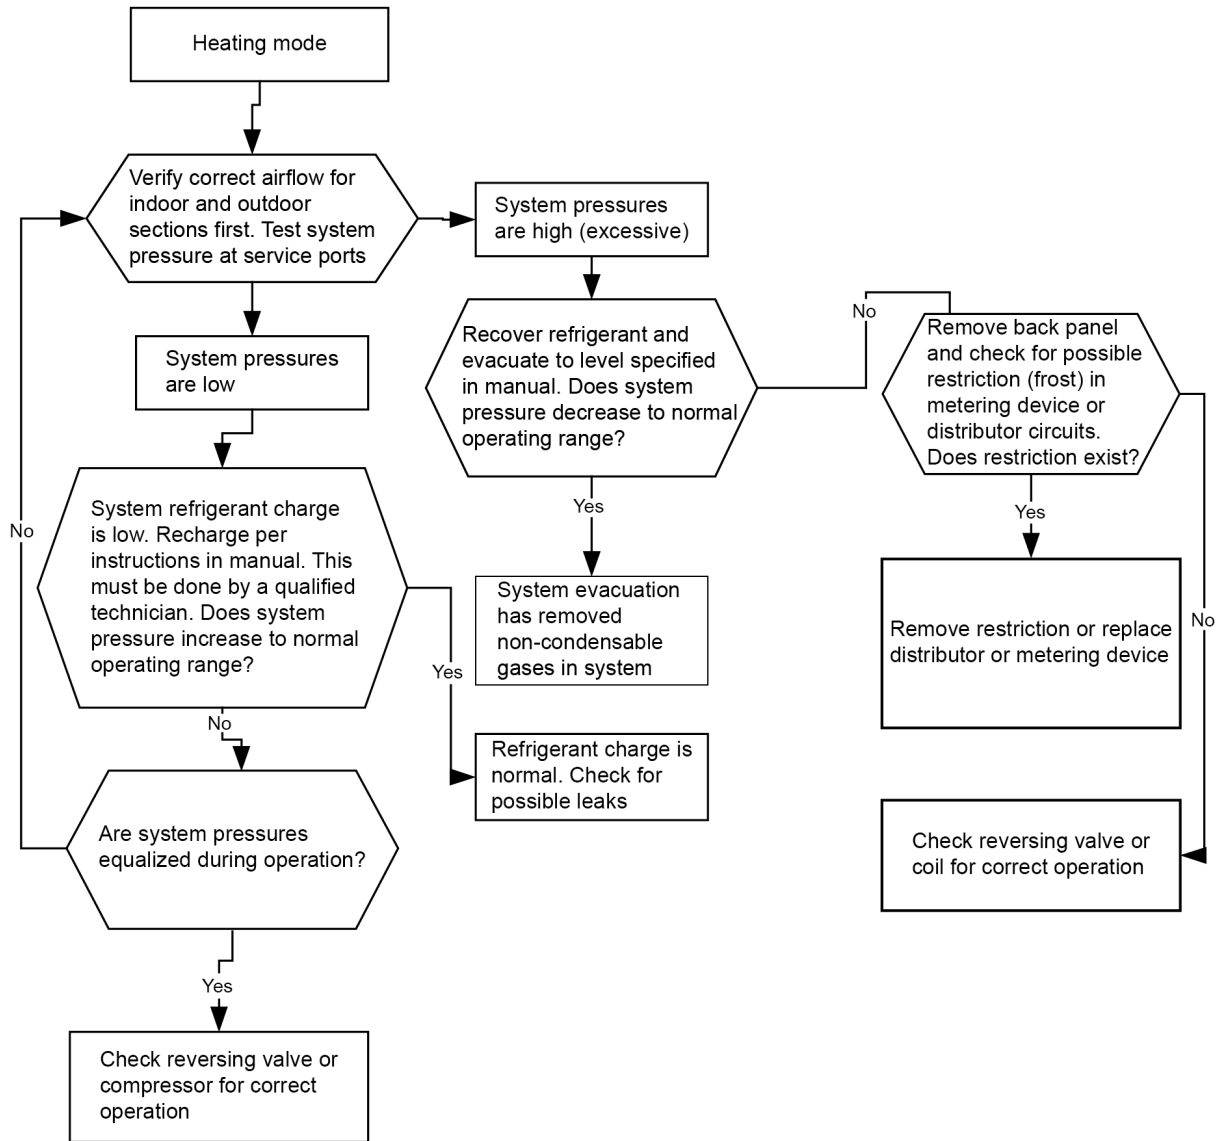 Heating mode
Verify correct airflow for
indoor and outdoor
sections first. Test system
pressure at service ports
System pressures
are high (excessive)
System pressures
are low
Recover refrigerant and
evacuate to level specified
in manual. Does system
pressure decrease to normal
operating range?
No
Remove back panel
and check for possible
restriction (frost) in
metering device or
distributor circuits.
Does restriction exist?
No
System refrigerant charge
is low. Recharge per
instructions in manual. This
must be done by a qualified
technician. Does system
pressure increase to normal
operating range?
Yes
Yes
System evacuation
has removed
non-condensable
gases in system
Remove restriction or replace
distributor or metering device
No
Yes
No
Refrigerant charge is
normal. Check for
possible leaks
Are system pressures
equalized during operation?
Check reversing valve or
coil for correct operation
Yes
Check reversing valve or
compressor for correct
operation